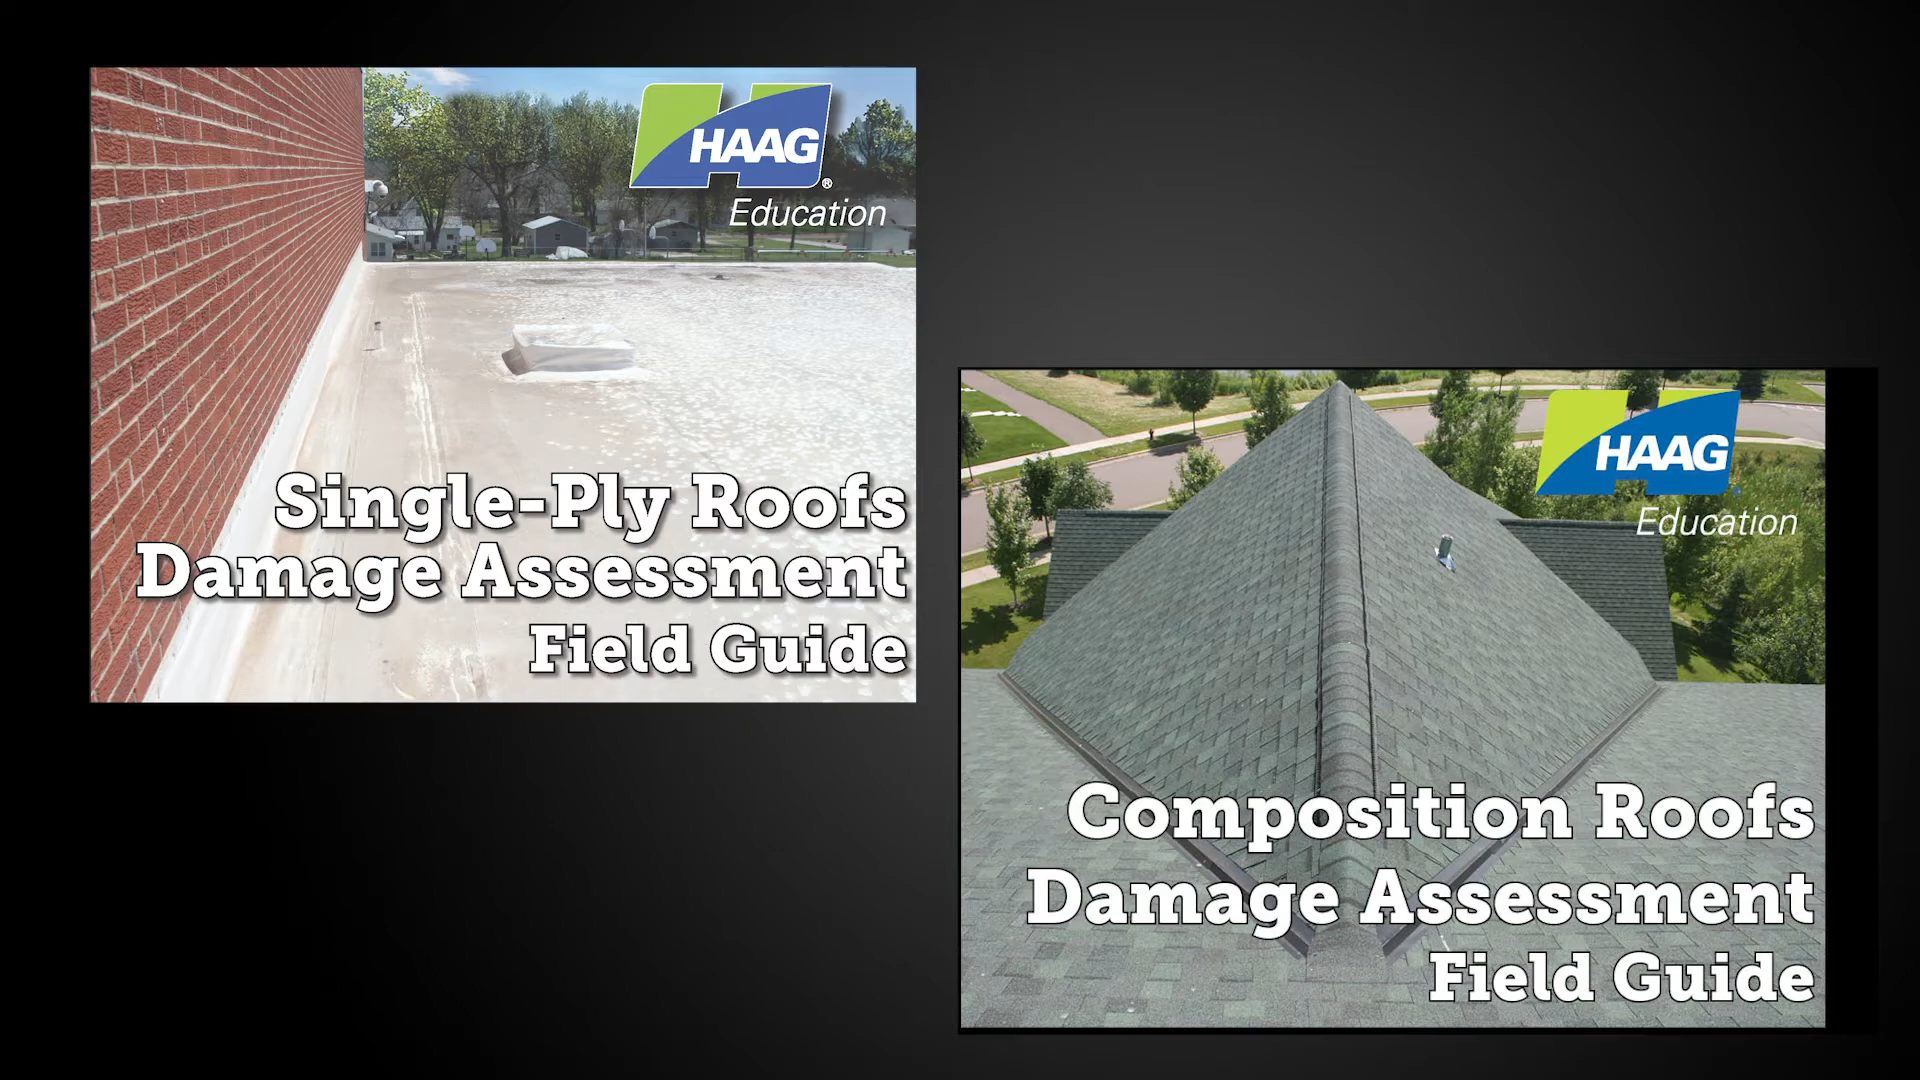 HAAG®
Education
Single-Ply Roofs
Damage Assessment
Field Guide
HAAG
Education
Composition Roofs
Damage Assessment
Field Guide